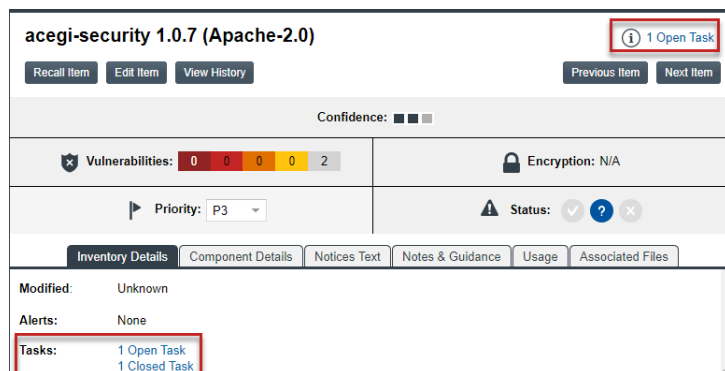 acegi-security 1.0.7 (Apache-2.0)
i 1 Open Task
Recall Item Edit Item View History Previous Item Next Item
Confidence:
Vulnerabilities: 0 0 0 0 2 Encryption: N/A
Priority: P3 Status: ?
Inventory Details Component Details Notices Text Notes & Guidance Usage Associated Files
Modified: Unknown
Alerts: None
Tasks: 1 Open Task
1 Closed Task